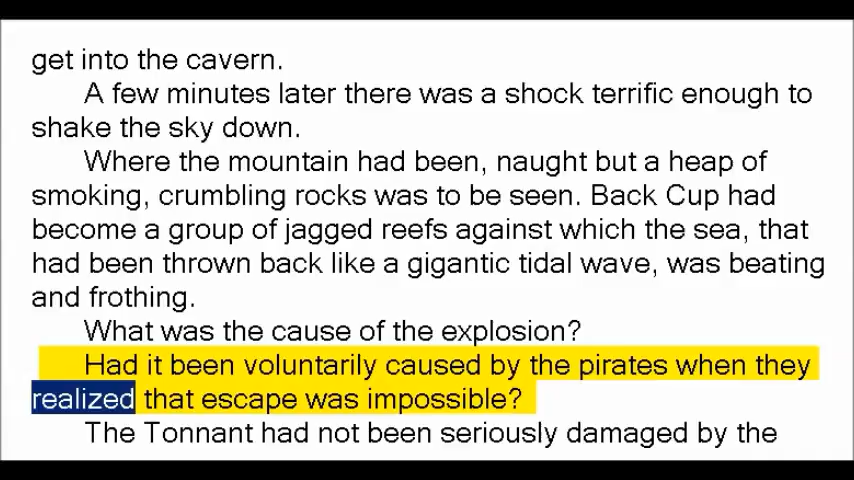 get into the cavern.
A few minutes later there was a shock terrific enough to
shake the sky down.
Where the mountain had been, naught but a heap of
smoking, crumbling rocks was to be seen. Back Cup had
become a group of jagged reefs against which the sea, that
had been thrown back like a gigantic tidal wave, was beating
and frothing.
What was the cause of the explosion?
Had it been voluntarily caused by the pirates when they
realized that escape was impossible?
The Tonnant had not been seriously damaged by the